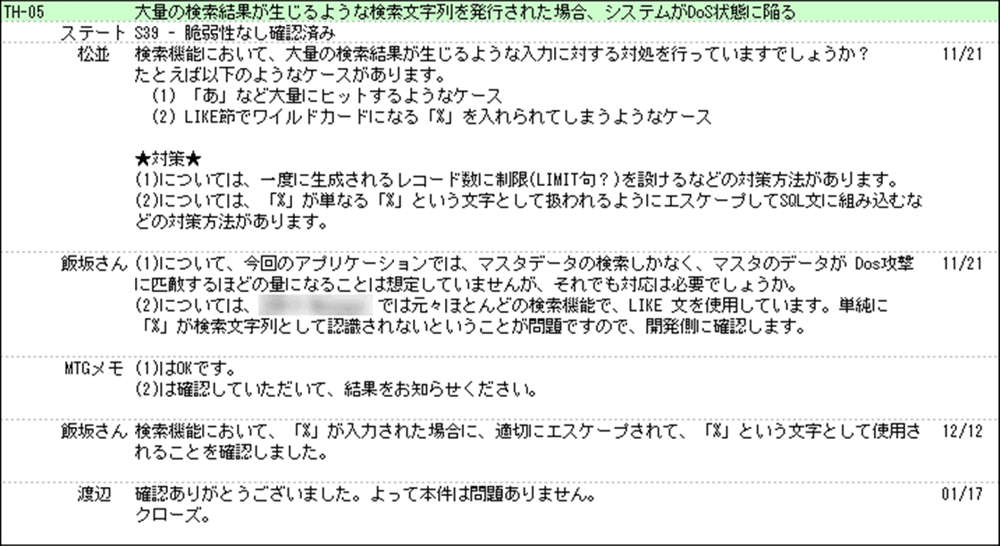 TH-05 大量の検索結果が生じるような検索文字列を発行された場合、システムがDoS状態に陥る
ステート S39 - 脆弱性なし確認済み
松並 検索機能において、大量の検索結果が生じるような入力に対する対処を行っていますでしょうか? 11/21
たとえば以下のようなケースがあります。
(1) 「あ」など大量にヒットするようなケース
(2) LIKE節でワイルドカードになる「%」を入れられてしまうようなケース
★対策★
(1)については、一度に生成されるレコード数に制限(LIMIT句?)を設けるなどの対策方法があります。
(2)については、「%」が単なる「%」という文字として扱われるようにエスケープしてSQL文に組み込むな
どの対策方法があります。
飯坂さん (1)について、今回のアプリケーションでは、マスタデータの検索しかなく、マスタのデータが Dos攻撃 11/21
に匹敵するほどの量になることは想定していませんが、それでも対応は必要でしょうか。
(2)については、 では元々ほとんどの検索機能で、LIKE 文を使用しています。単純に
「%」が検索文字列として認識されないということが問題ですので、開発側に確認します。
MTGメモ (1)はOKです。
(2)は確認していただいて、結果をお知らせください。
飯坂さん 検索機能において、「%」が入力された場合に、適切にエスケープされて、「%」という文字として使用さ 12/12
れることを確認しました。
渡辺 確認ありがとうございました。よって本件は問題ありません。 01/17
クローズ。